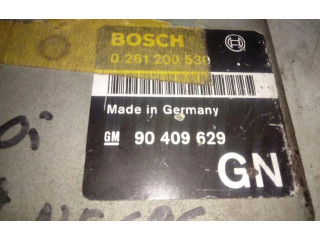 BOSCH
0 261 200 530
Made in Germany
GM 90 409 629
GN